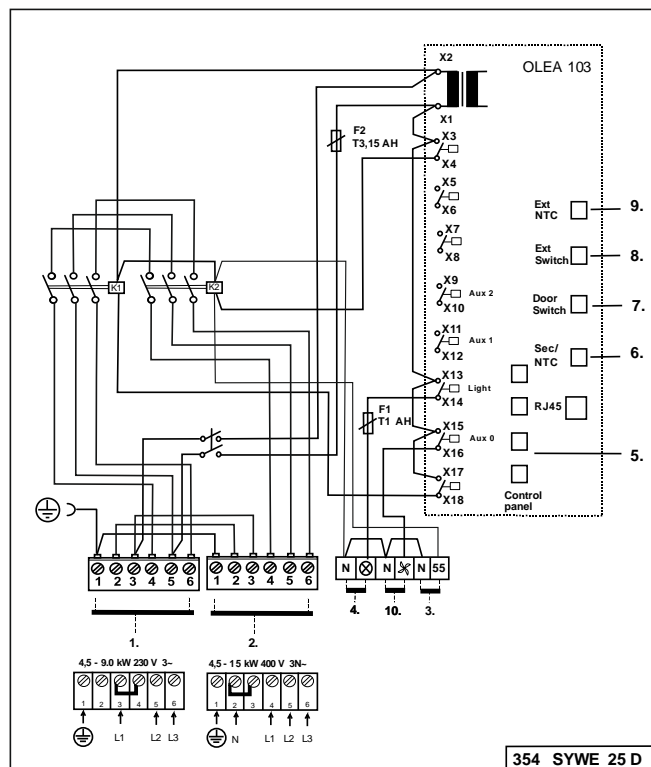 X2
OLEA 103
X1
F2
T3,15 AH
X3
X4
X5
X6
Ext
NTC
9.
X7
X8
Ext
Switch
8.
K1
K2
X9
Aux 2
X10
Door
Switch
7.
X11
Aux 1
X12
Sec/
NTC
6.
X13
Light
X14
F1
T1 AH
RJ45
X15
Aux 0
X16
5.
X17
X18
Control
panel
1 2 3 4 5 6
1 2 3 4 5 6
N N N 55
4. 10. 3.
1. 2.
4,5 - 9.0 kW 230 V 3~
4,5 - 15 kW 400 V 3N~
1 2 3 4 5 6
1 2 3 4 5 6
L1 L2 L3
N L1 L2 L3
354 SYWE 25 D